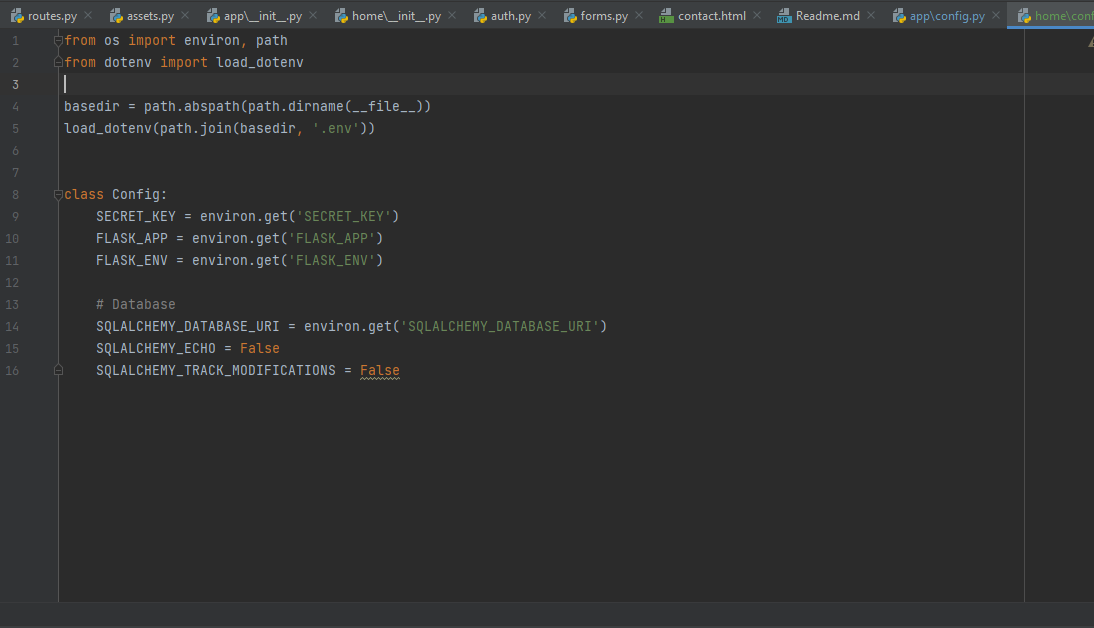 routes.py
assets.py
app\__init__.py
home\__init__.py
auth.py
forms.py
contact.html
Readme.md
app\config.py
home\conf
1 from os import environ, path
2 from dotenv import load_dotenv
3
4 basedir = path.abspath(path.dirname(__file__))
5 load_dotenv(path.join(basedir, '.env'))
6
7
8 class Config:
9     SECRET_KEY = environ.get('SECRET_KEY')
10     FLASK_APP = environ.get('FLASK_APP')
11     FLASK_ENV = environ.get('FLASK_ENV')
12
13     # Database
14     SQLALCHEMY_DATABASE_URI = environ.get('SQLALCHEMY_DATABASE_URI')
15     SQLALCHEMY_ECHO = False
16     SQLALCHEMY_TRACK_MODIFICATIONS = False